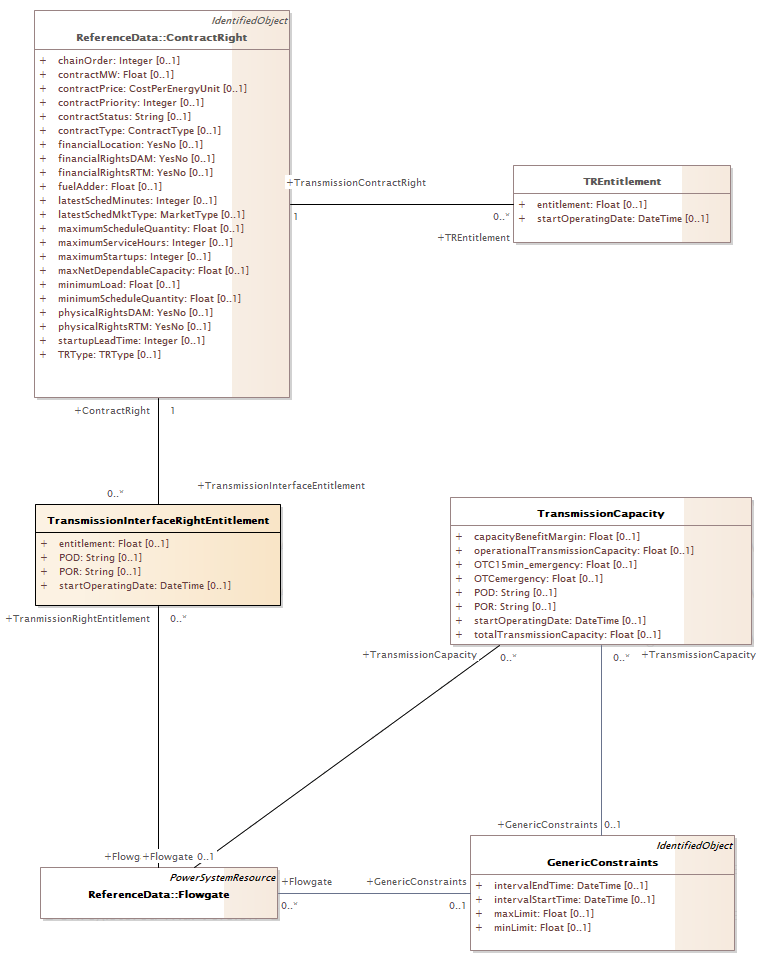 IdentifiedObject
ReferenceData::ContractRight
+ chainOrder: Integer [0..1]
+ contractMW: Float [0..1]
+ contractPrice: CostPerEnergyUnit [0..1]
+ contractPriority: Integer [0..1]
+ contractStatus: String [0..1]
+ contractType: ContractType [0..1]
+ financialLocation: YesNo [0..1]
+ financialRightsDAM: YesNo [0..1]
+ financialRightsRTM: YesNo [0..1]
+ fuelAdder: Float [0..1]
+ latestSchedMinutes: Integer [0..1]
+ latestSchedMktType: MarketType [0..1]
+ maximumScheduleQuantity: Float [0..1]
+ maximumServiceHours: Integer [0..1]
+ maximumStartups: Integer [0..1]
+ maxNetDependableCapacity: Float [0..1]
+ minimumLoad: Float [0..1]
+ minimumScheduleQuantity: Float [0..1]
+ physicalRightsDAM: YesNo [0..1]
+ physicalRightsRTM: YesNo [0..1]
+ startupLeadTime: Integer [0..1]
+ TRType: TRType [0..1]
+TransmissionContractRight
1
0..*
+TREntitlement
TREntitlement
+ entitlement: Float [0..1]
+ startOperatingDate: DateTime [0..1]
+ContractRight
1
0..*
+TransmissionInterfaceEntitlement
TransmissionInterfaceRightEntitlement
+ entitlement: Float [0..1]
+ POD: String [0..1]
+ POR: String [0..1]
+ startOperatingDate: DateTime [0..1]
+TranmissionRightEntitlement
0..*
TransmissionCapacity
+ capacityBenefitMargin: Float [0..1]
+ operationalTransmissionCapacity: Float [0..1]
+ OTC15min_emergency: Float [0..1]
+ OTCemergency: Float [0..1]
+ POD: String [0..1]
+ POR: String [0..1]
+ startOperatingDate: DateTime [0..1]
+ totalTransmissionCapacity: Float [0..1]
+TransmissionCapacity
0..*
0..*
+TransmissionCapacity
+GenericConstraints
0..1
+Flowg
+Flowgate
0..1
PowerSystemResource
ReferenceData::Flowgate
+Flowgate
0..*
+GenericConstraints
0..1
IdentifiedObject
GenericConstraints
+ intervalEndTime: DateTime [0..1]
+ intervalStartTime: DateTime [0..1]
+ maxLimit: Float [0..1]
+ minLimit: Float [0..1]